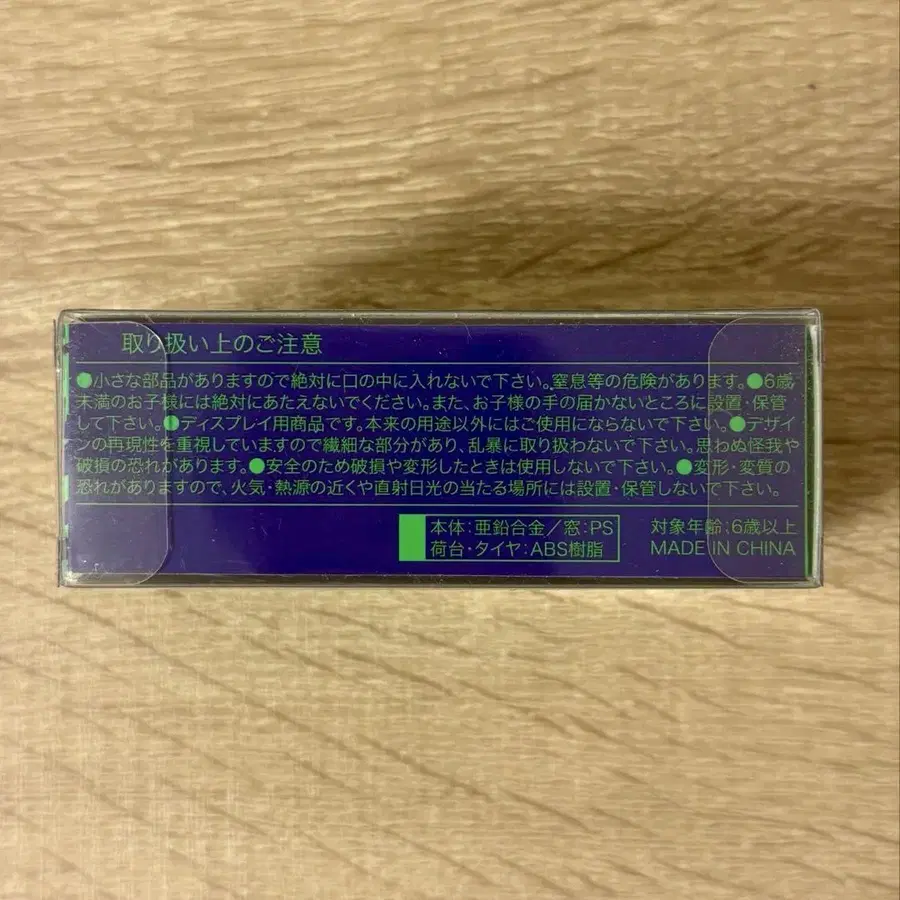 取り扱い上のご注意
●小さな部品がありますので絶対に口の中に入れないで下さい。窒息等の危険があります。●6歳
未満のお子様には絶対にあたえないでください。また、お子様の手の届かないところに設置・保管
して下さい。●ディスプレイ用商品です。本来の用途以外にはご使用にならないで下さい。●デザイ
ンの再現性を重視していますので繊細な部分があり、乱暴に取り扱わないで下さい。思わぬ怪我や
破損の恐れがあります。●安全のため破損や変形したときは使用しないで下さい。●変形・変質の
恐れがありますので、火気・熱源の近くや直射日光の当たる場所には設置・保管しないで下さい。
本体:亜鉛合金/窓:PS
荷台・タイヤ:ABS樹脂
対象年齢:6歳以上
MADE IN CHINA